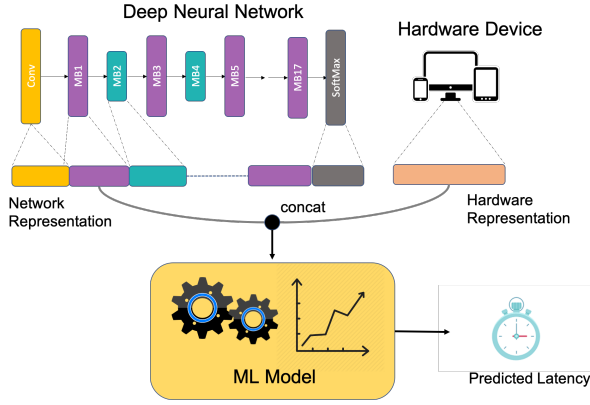 Deep Neural Network
Hardware Device
Conv
MB1
MB2
MB3
MB4
MB5
MB17
SoftMax
Network
Representation
concat
Hardware
Representation
ML Model
Predicted Latency